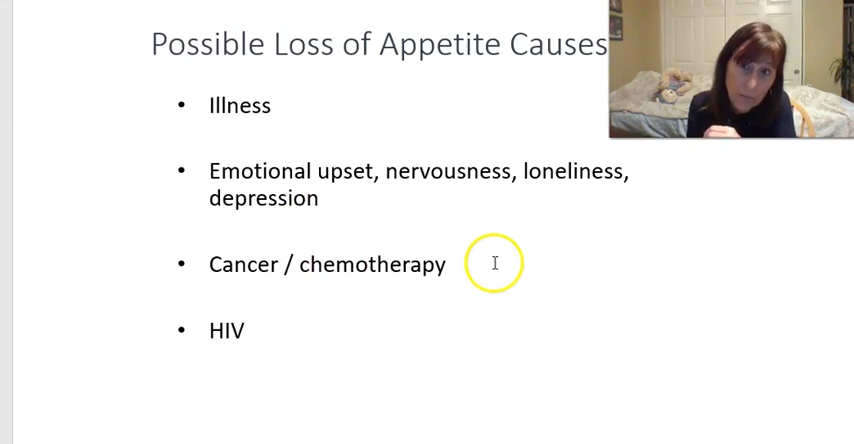 Possible Loss of Appetite Causes
• Illness
• Emotional upset, nervousness, loneliness,
depression
• Cancer / chemotherapy
• HIV